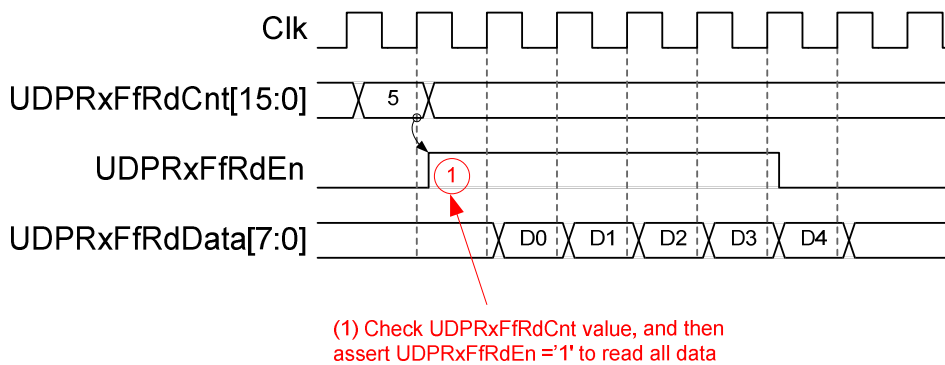 Clk
UDPRxFfRdCnt[15:0]
5
UDPRxFfRdEn
1
UDPRxFfRdData[7:0]
D0 D1 D2 D3 D4
(1) Check UDPRxFfRdCnt value, and then
assert UDPRxFfRdEn =’1' to read all data